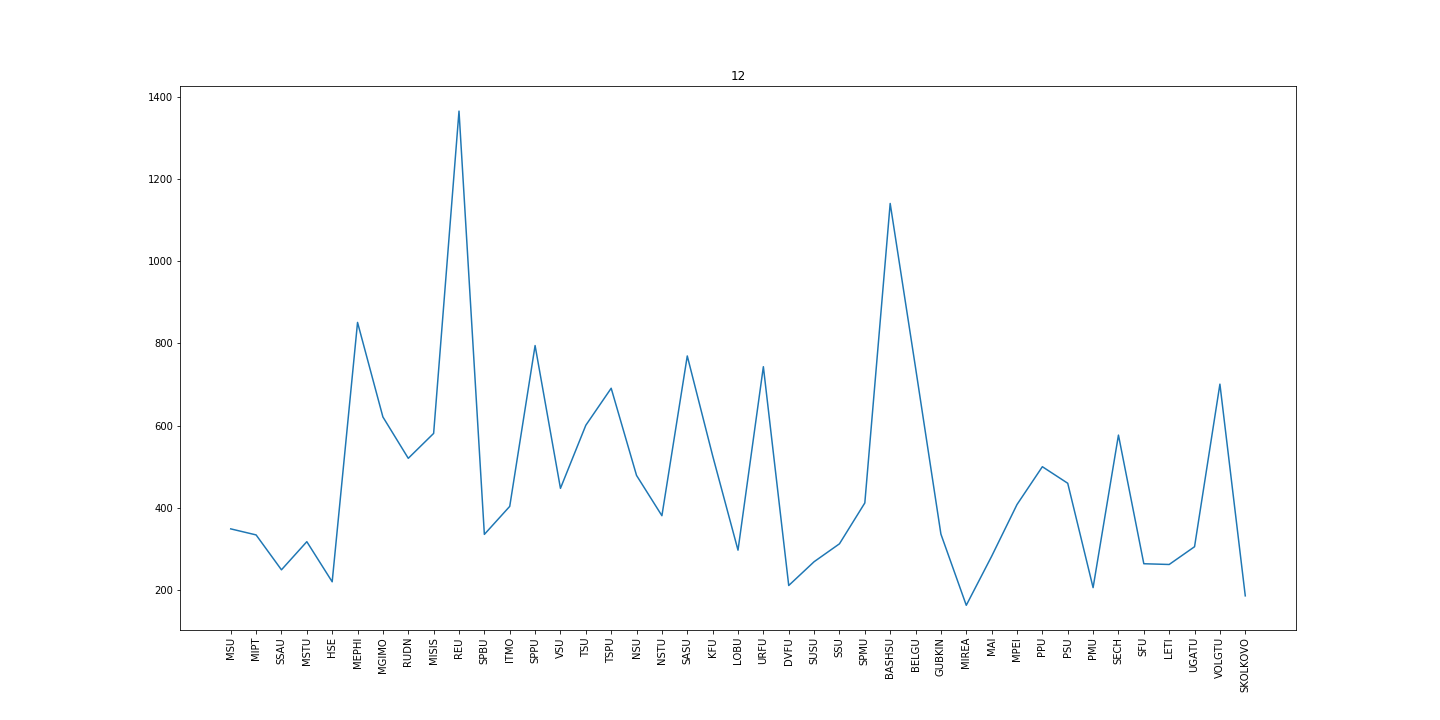 12
1400
1200
1000
800
600
400
200
MSU
MIPT
SSAU
MSTU
HSE
MEPHI
MGIMO
RUDN
MISIS
REU
SPBU
ITMO
SPPU
VSU
TSU
TSPU
NSU
NSTU
SASU
KFU
LOBU
URFU
DVFU
SUSU
SSU
SPMU
BASHSU
BELGU
GUBKIN
MIREA
MAI
MPEI
PPU
PSU
PMU
SECH
SFU
LETI
UGATU
VOLGTU
SKOLKOVO